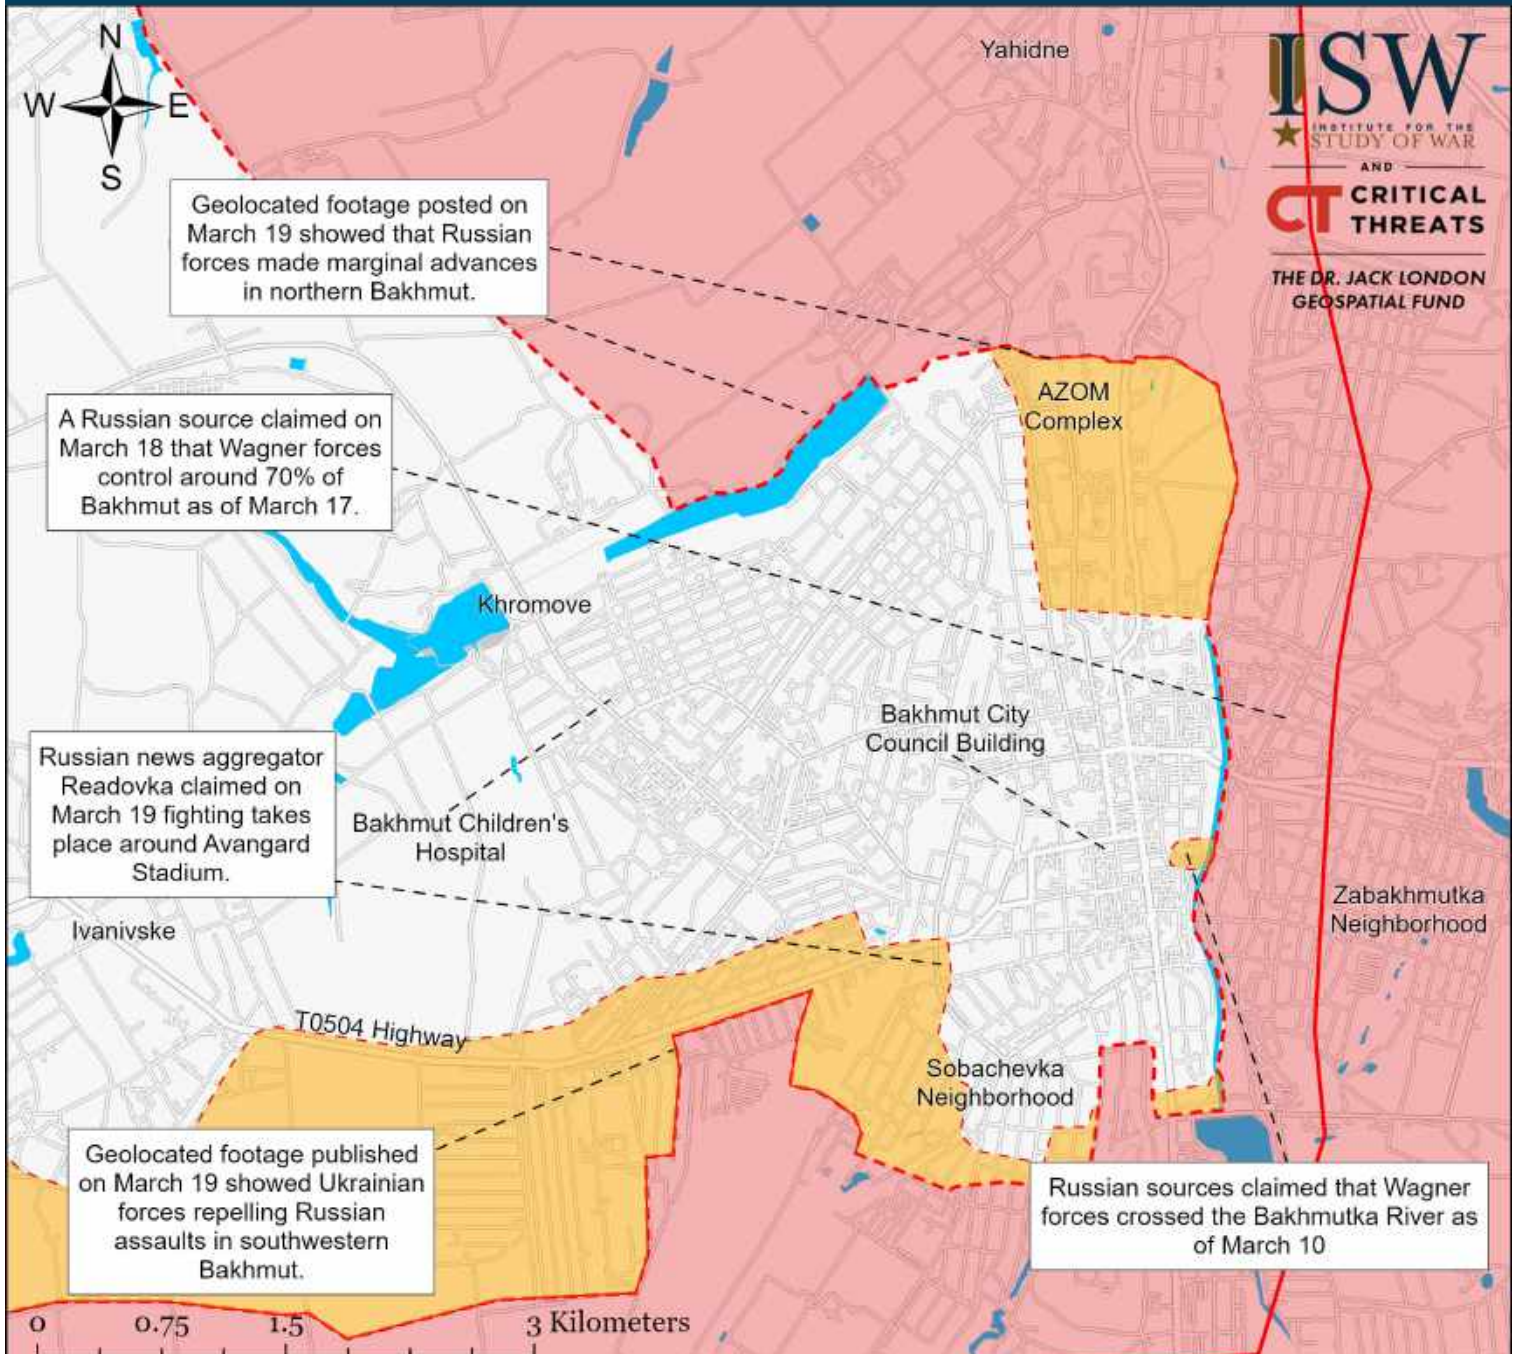 N
W
E
S
Yahidne
ISW
INSTITUTE FOR THE
STUDY OF WAR
AND
CT CRITICAL
THREATS
THE DR. JACK LONDON
GEOSPATIAL FUND
Geolocated footage posted on
March 19 showed that Russian
forces made marginal advances
in northern Bakhmut.
AZOM
Complex
A Russian source claimed on
March 18 that Wagner forces
control around 70% of
Bakhmut as of March 17.
Khromove
Bakhmut City
Council Building
Russian news aggregator
Readovka claimed on
March 19 fighting takes
place around Avangard
Stadium.
Bakhmut Children's
Hospital
Zabakhmutka
Neighborhood
Ivanivske
T0504 Highway
Sobachevka
Neighborhood
Geolocated footage published
on March 19 showed Ukrainian
forces repelling Russian
assaults in southwestern
Bakhmut.
Russian sources claimed that Wagner
forces crossed the Bakhmutka River as
of March 10
0 0.75 1.5 3 Kilometers